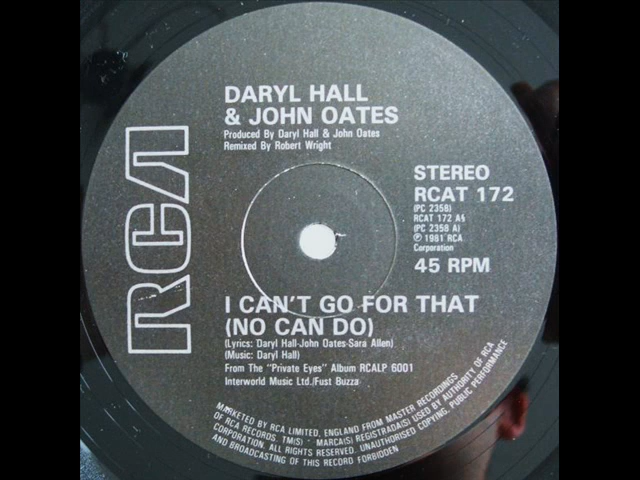 DARYL HALL
& JOHN OATES
Produced By Daryl Hall & John Oates
Remixed By Robert Wright
RCA
STEREO
RCAT 172
(PC 2358)
RCAT 172 A
(PC 2358 A)
℗ 1981 RCA
Corporation
45 RPM
I CAN'T GO FOR THAT
(NO CAN DO)
(Lyrics: Daryl Hall-John Oates-Sara Allen)
(Music: Daryl Hall)
From The "Private Eyes" Album RCALP 6001
Interworld Music Ltd./Fust Buzza
MARKETED BY RCA LIMITED, ENGLAND FROM MASTER RECORDINGS
OF RCA RECORDS. TM(S) ® MARCA(S) REGISTRADA(S) USED BY AUTHORITY OF RCA
CORPORATION. ALL RIGHTS RESERVED. UNAUTHORISED COPYING, PUBLIC PERFORMANCE
AND BROADCASTING OF THIS RECORD FORBIDDEN